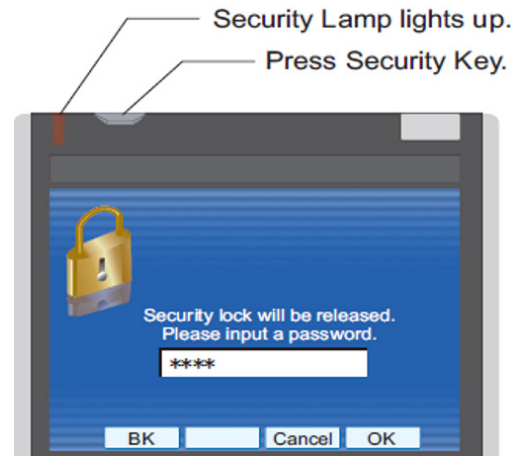 Security Lamp lights up.
Press Security Key.
Security lock will be released.
Please input a password.
****
BK Cancel OK